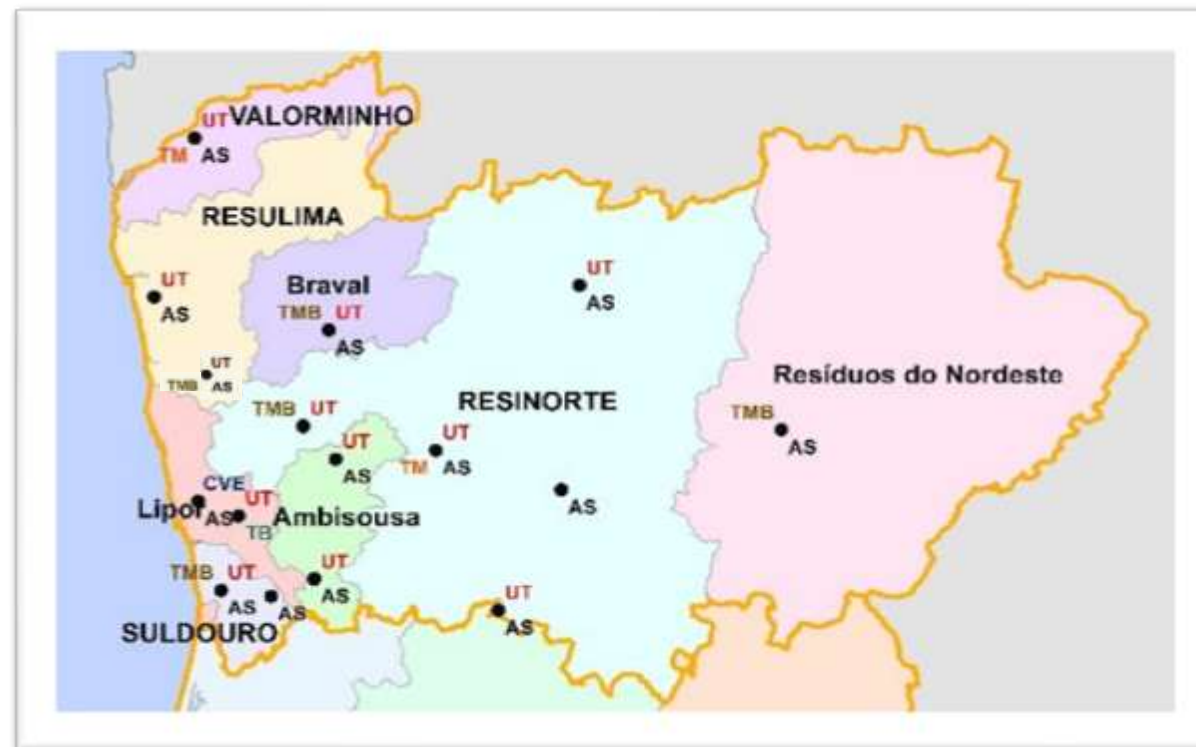 UT
VALORMINHO
TM AS
RESULIMA
UT
AS
Braval
TMB UT
AS
UT
AS
UT
TMB AS
TMB UT
RESINORTE
UT
AS
UT
TM AS
AS
Resíduos do Nordeste
TMB
AS
CVE
Lipor
AS
UT
TB
Ambisousa
UT
AS
TMB UT
AS
AS
SULDOURO
UT
AS